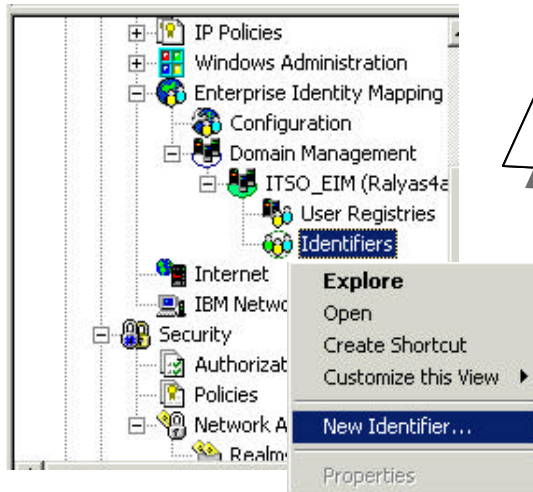 IP Policies
Windows Administration
Enterprise Identity Mapping
Configuration
Domain Management
ITSO_EIM (Ralyas4a
User Registries
Identifiers
Internet
IBM Netwo
Security
Authorizat
Policies
Network A
Realms
Explore
Open
Create Shortcut
Customize this View
New Identifier...
Properties